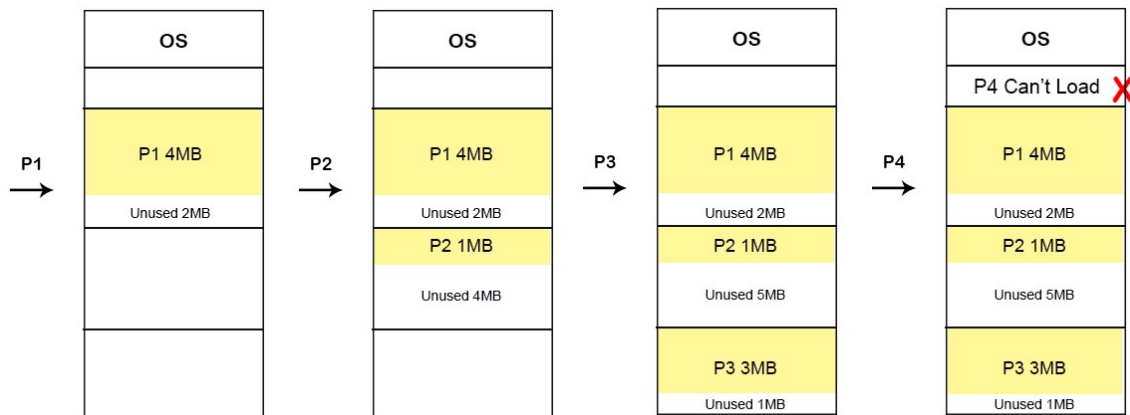 P1
OS
P1 4MB
Unused 2MB
P2
OS
P1 4MB
Unused 2MB
P2 1MB
Unused 4MB
P3
OS
P1 4MB
Unused 2MB
P2 1MB
Unused 5MB
P3 3MB
Unused 1MB
P4
OS
P4 Can't Load
P1 4MB
Unused 2MB
P2 1MB
Unused 5MB
P3 3MB
Unused 1MB